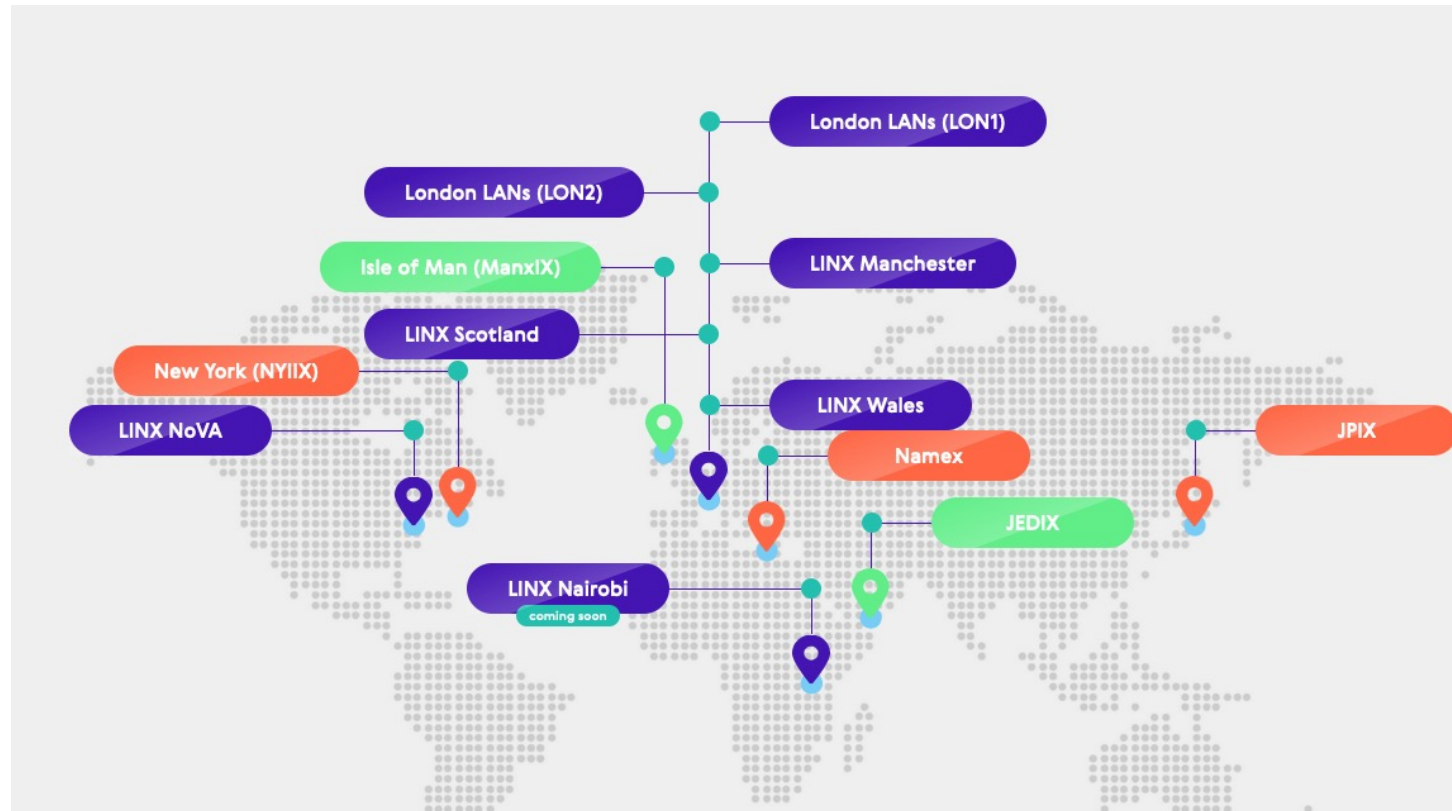 London LANs (LON1)
London LANs (LON2)
LINX Manchester
Isle of Man (ManxIX)
LINX Scotland
New York (NYIIX)
LINX Wales
LINX NoVA
JPIX
Namex
JEDIX
LINX Nairobi
coming soon